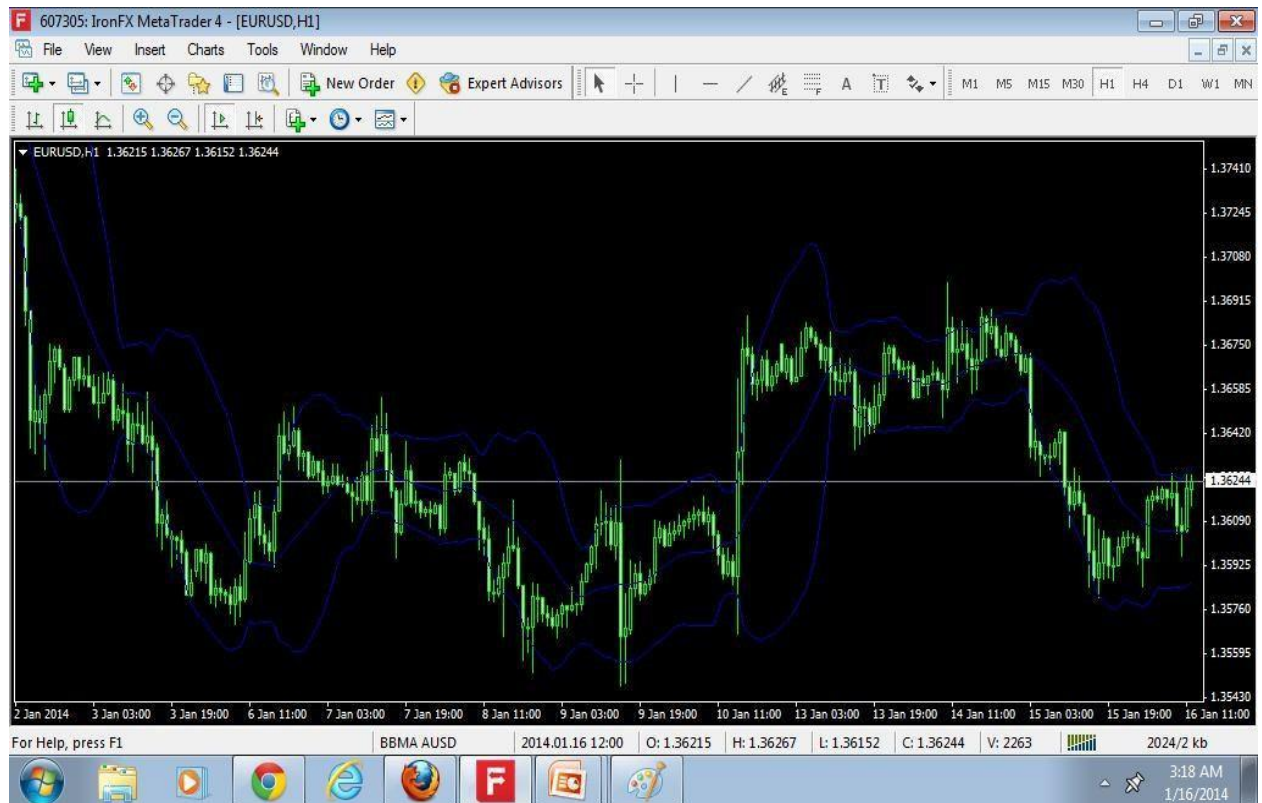 607305: IronFX MetaTrader 4 - [EURUSD,H1]
File View Insert Charts Tools Window Help
New Order Expert Advisors E F A T M1 M5 M15 M30 H1 H4 D1 W1 MN
EURUSD,H1 1.36215 1.36267 1.36152 1.36244
1.37410
1.37245
1.37080
1.36915
1.36750
1.36585
1.36420
1.36244
1.36090
1.35925
1.35760
1.35595
1.35430
2 Jan 2014 3 Jan 03:00 3 Jan 19:00 6 Jan 11:00 7 Jan 03:00 7 Jan 19:00 8 Jan 11:00 9 Jan 03:00 9 Jan 19:00 10 Jan 11:00 13 Jan 03:00 13 Jan 19:00 14 Jan 11:00 15 Jan 03:00 15 Jan 19:00 16 Jan 11:00
For Help, press F1 BBMA AUSD 2014.01.16 12:00 O: 1.36215 H: 1.36267 L: 1.36152 C: 1.36244 V: 2263 2024/2 kb
3:18 AM
1/16/2014